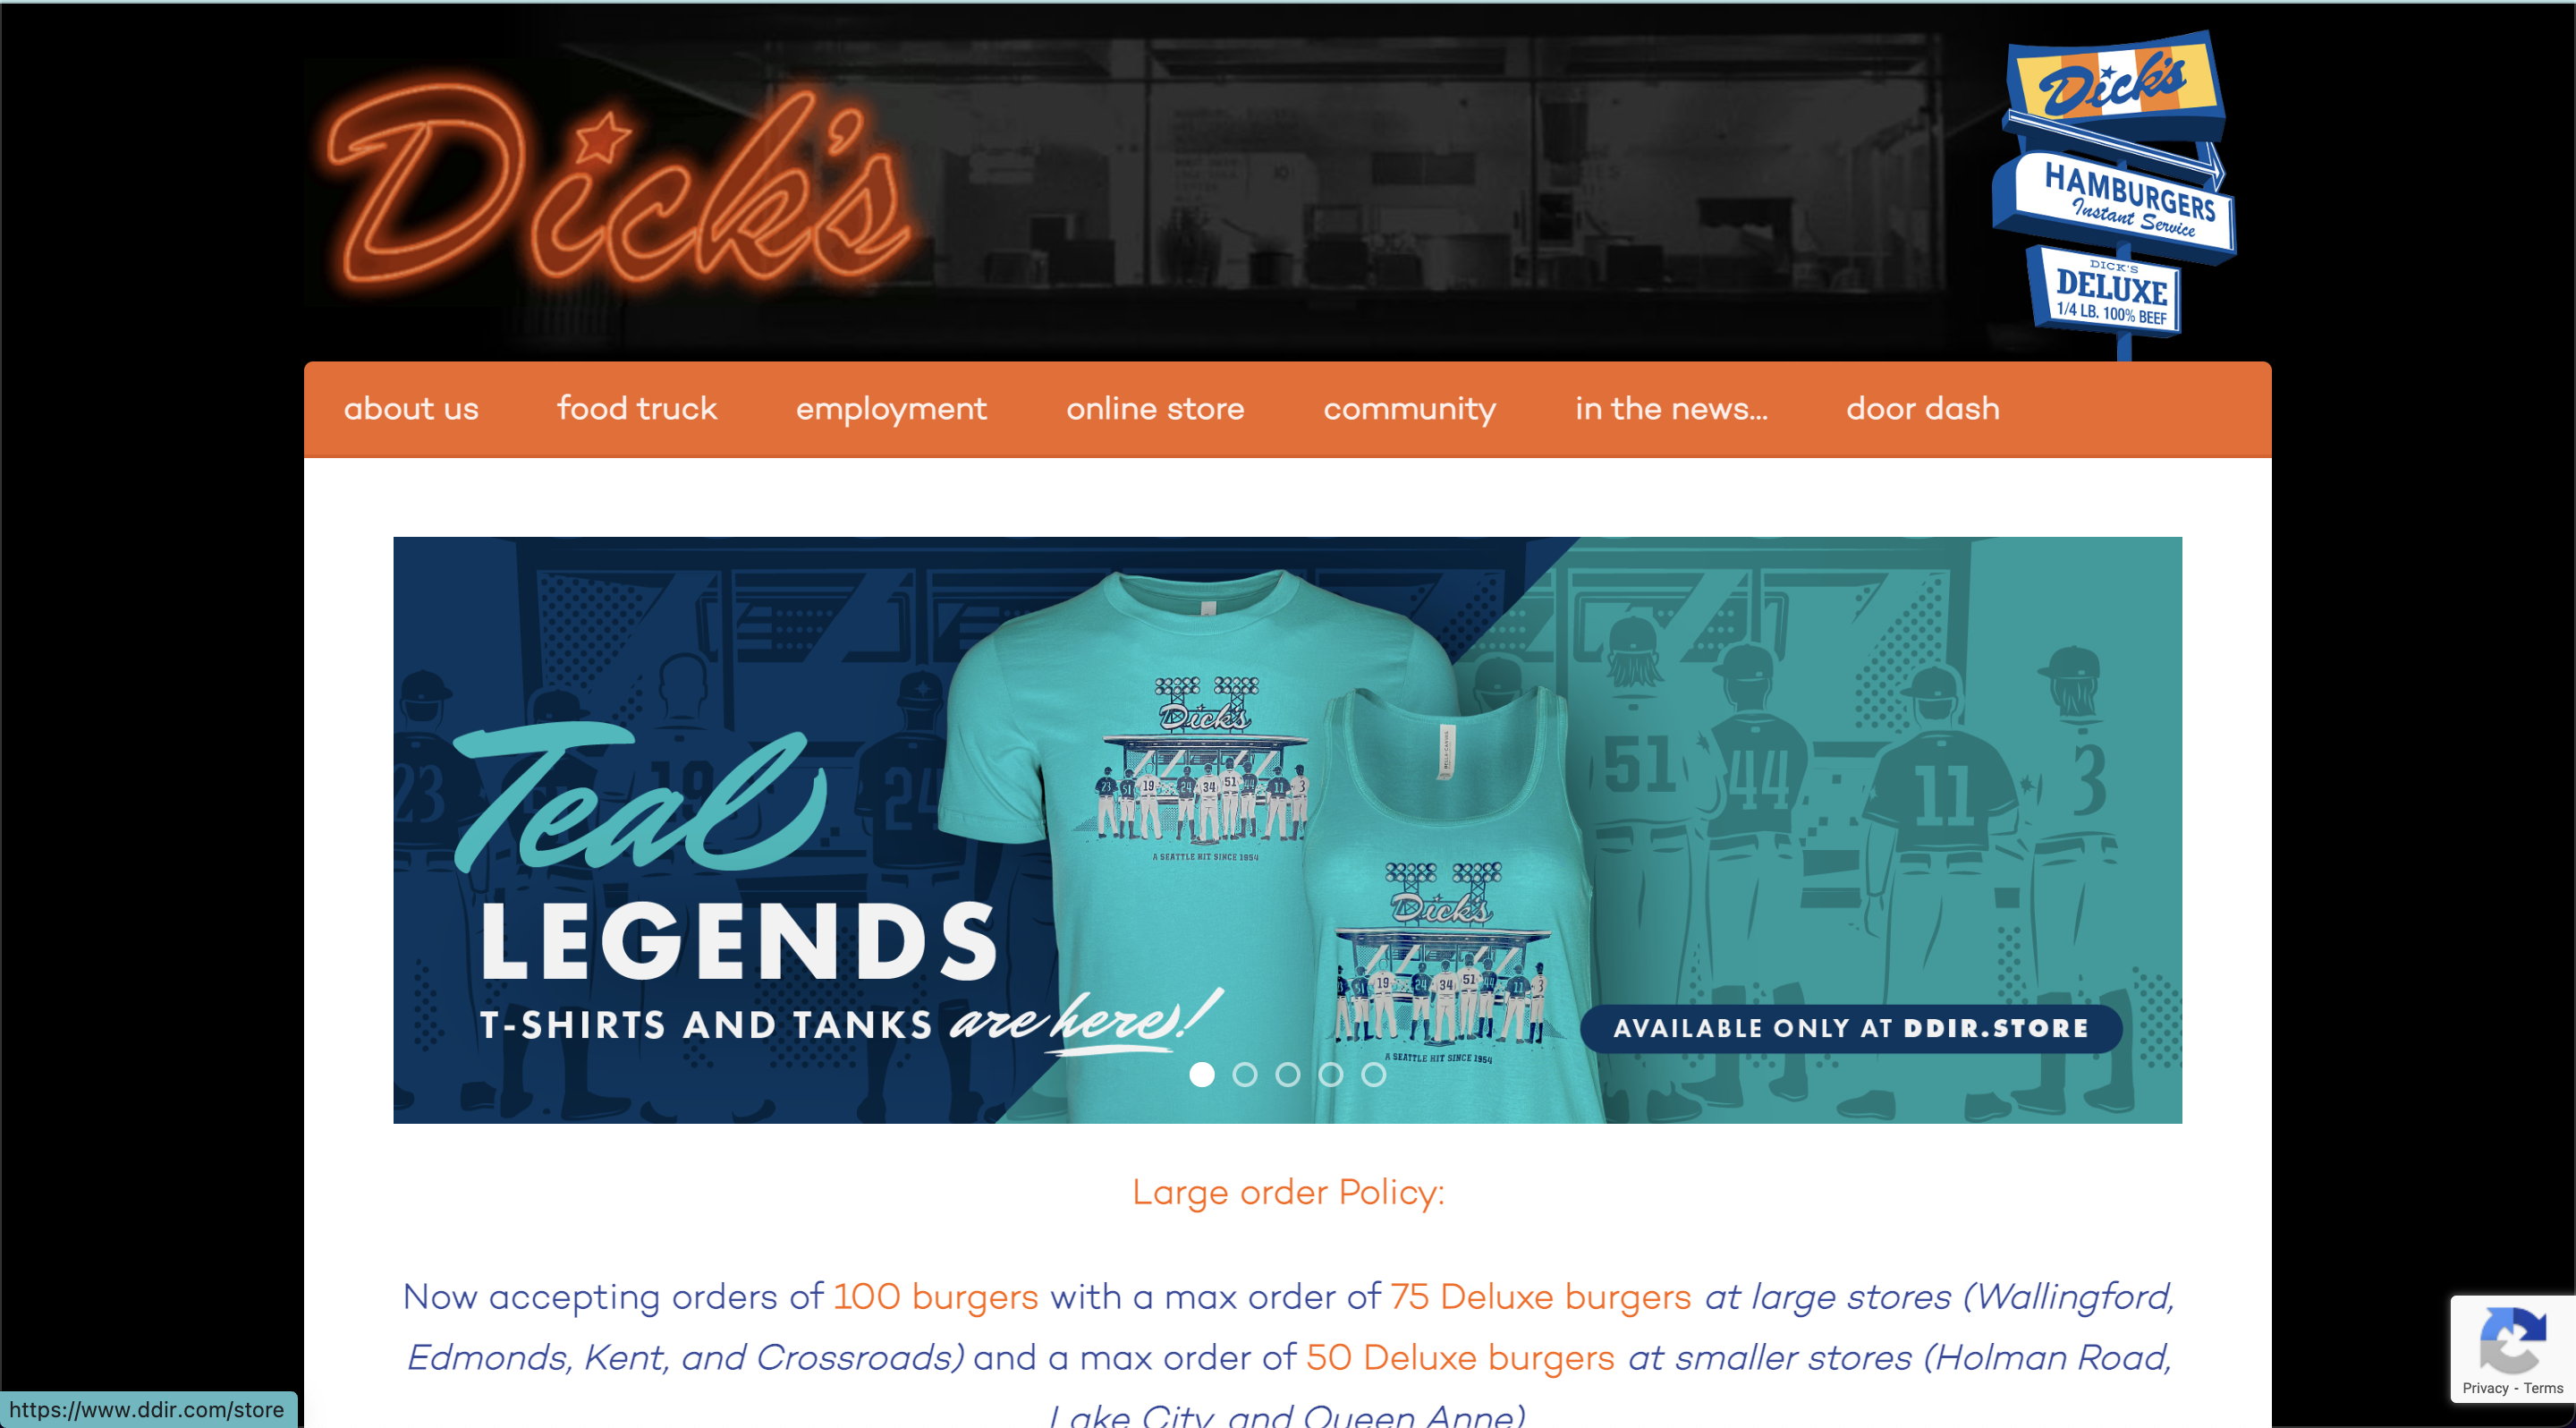 Dick's
Dick's
HAMBURGERS
Instant Service
DICK'S
DELUXE
1/4 LB. 100% BEEF
about us food truck employment online store community in the news... door dash
Teal
LEGENDS
T-SHIRTS AND TANKS are here!
Dick's
23 51 19 24 34 51 44 11 3
A SEATTLE HIT SINCE 1954
Dick's
51 19 24 34 51 44 11 3
A SEATTLE HIT SINCE 1954
23 19 24 51 44 11 3
AVAILABLE ONLY AT DDIR.STORE
Large order Policy:
Now accepting orders of 100 burgers with a max order of 75 Deluxe burgers at large stores (Wallingford,
Edmonds, Kent, and Crossroads) and a max order of 50 Deluxe burgers at smaller stores (Holman Road,
Lake City, and Queen Anne)
Privacy - Terms
https://www.ddir.com/store